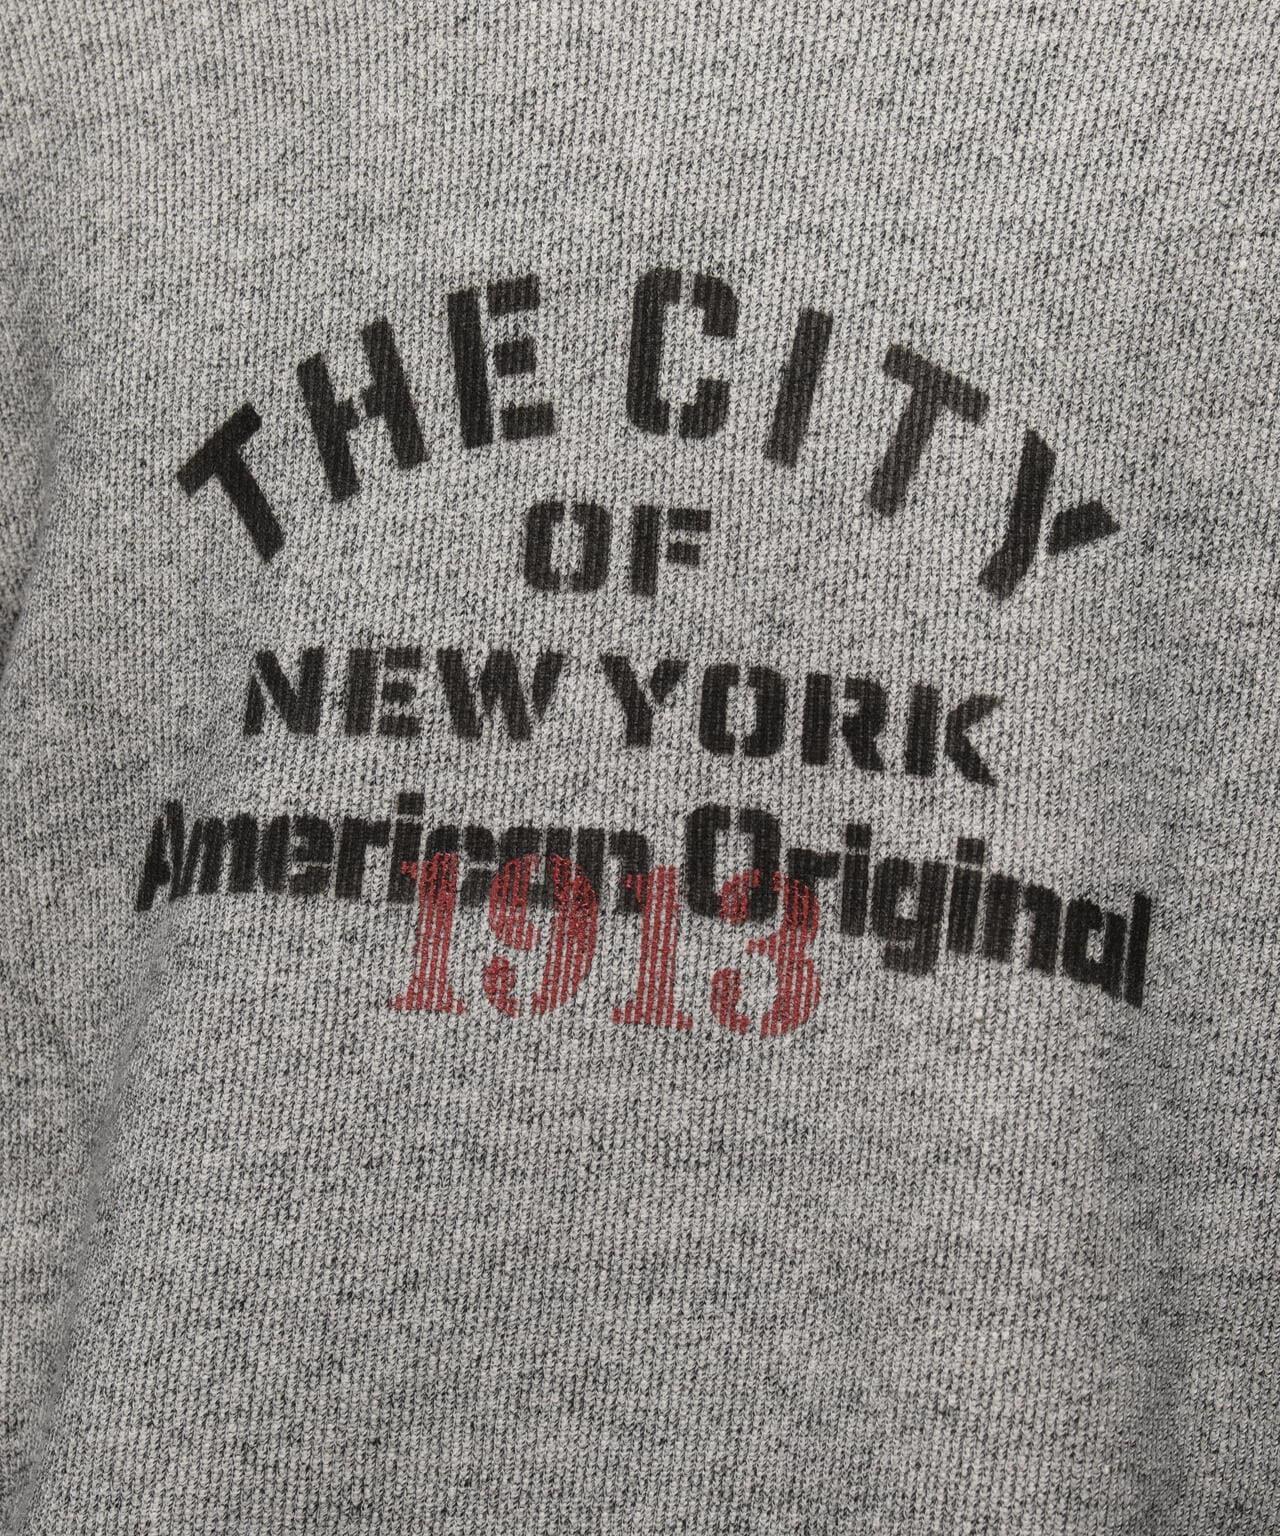 THE CITY
OF
NEW YORK
American Original
1913